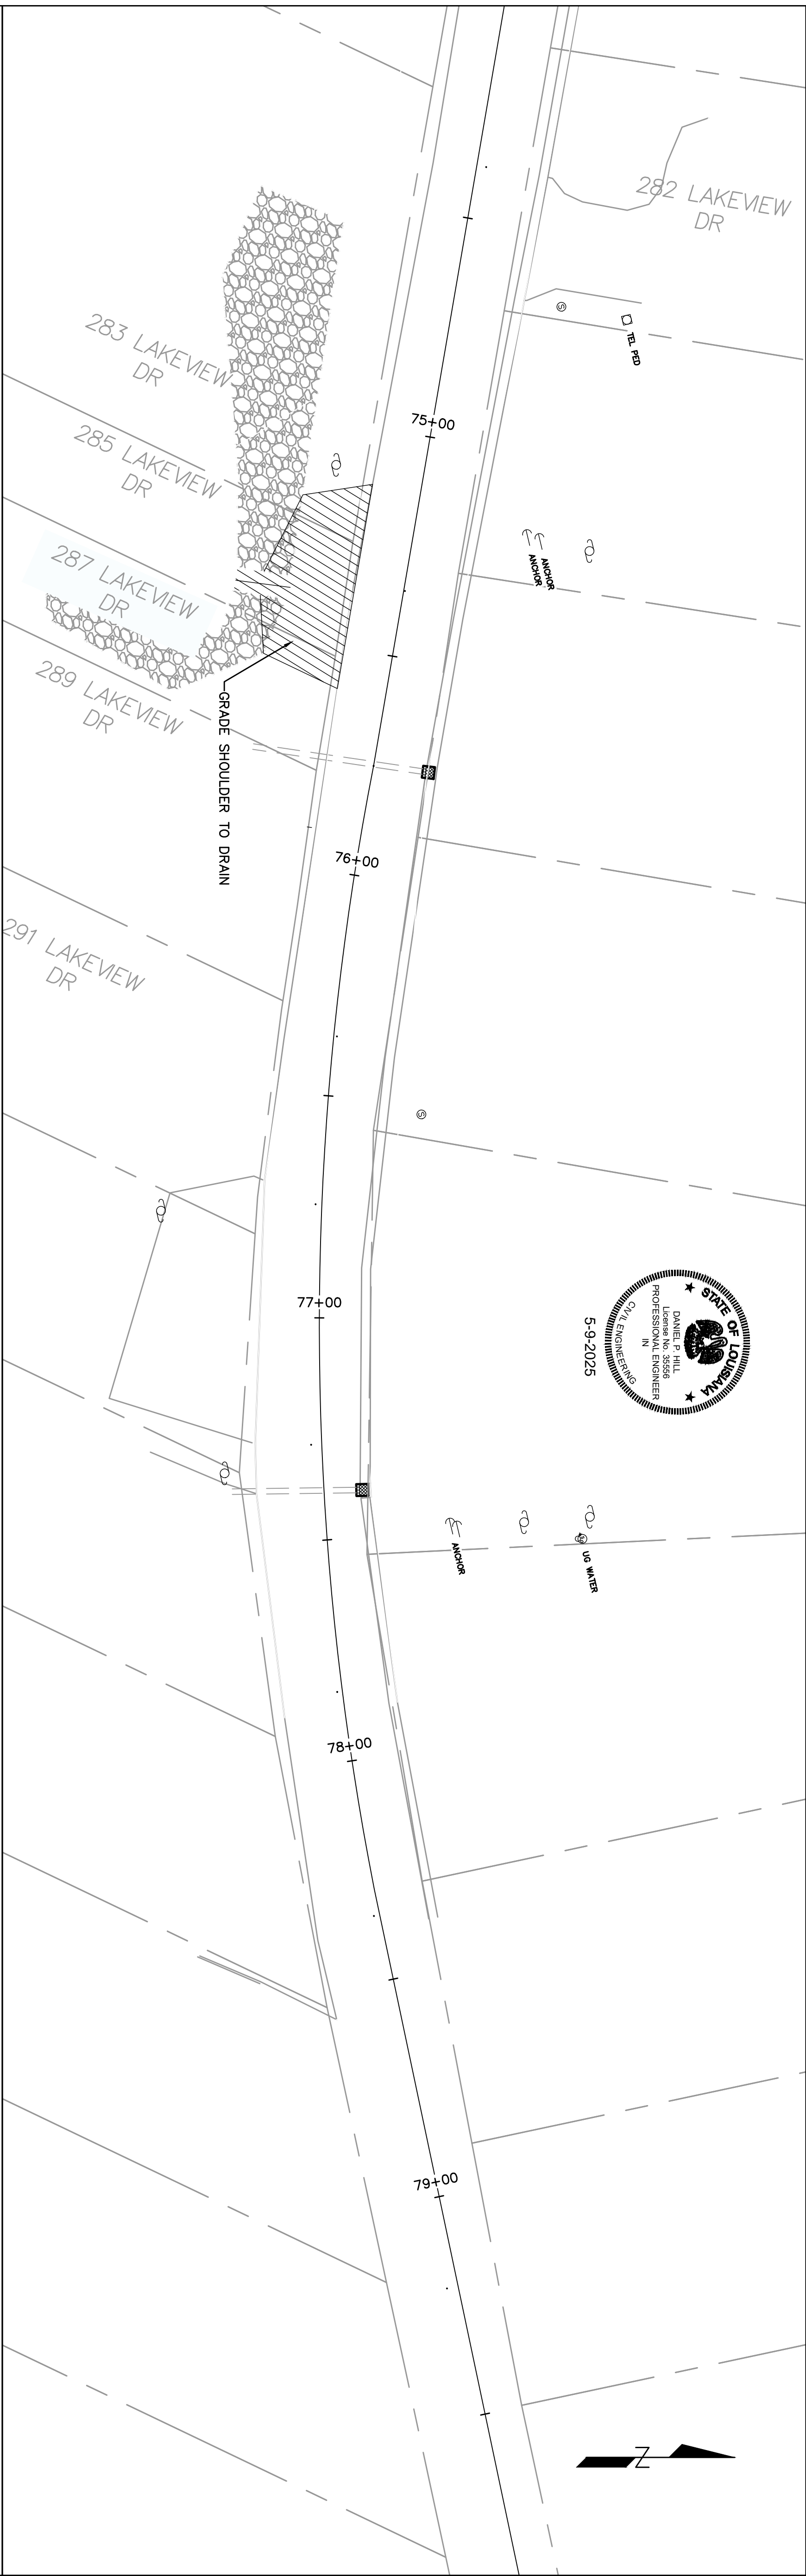 282 LAKEVIEW
DR
TEL PED
283 LAKEVIEW
DR
75+00
285 LAKEVIEW
DR
ANCHOR
ANCHOR
287 LAKEVIEW
DR
289 LAKEVIEW
DR
GRADE SHOULDER TO DRAIN
76+00
291 LAKEVIEW
DR
S
S
77+00
STATE OF LOUISIANA
DANIEL P. HILL
License No. 35556
PROFESSIONAL ENGINEER
IN
CIVIL ENGINEERING
5-9-2025
ANCHOR
UG WATER
78+00
79+00
N